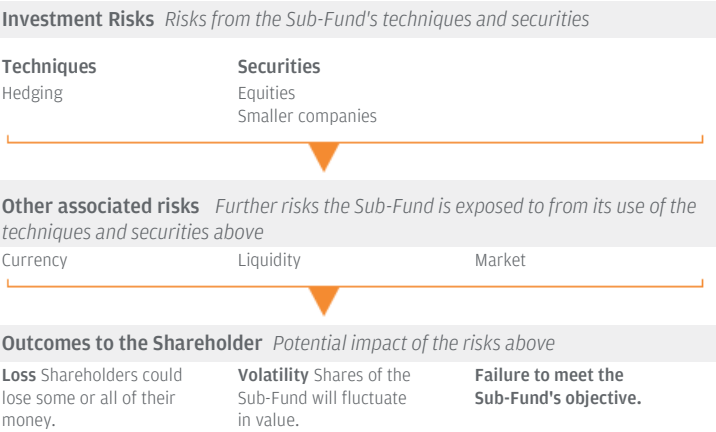 Investment Risks Risks from the Sub-Fund's techniques and securities
Techniques
Hedging
Securities
Equities
Smaller companies
Other associated risks Further risks the Sub-Fund is exposed to from its use of the
techniques and securities above
Currency
Liquidity
Market
Outcomes to the Shareholder Potential impact of the risks above
Loss Shareholders could
lose some or all of their
money.
Volatility Shares of the
Sub-Fund will fluctuate
in value.
Failure to meet the
Sub-Fund's objective.